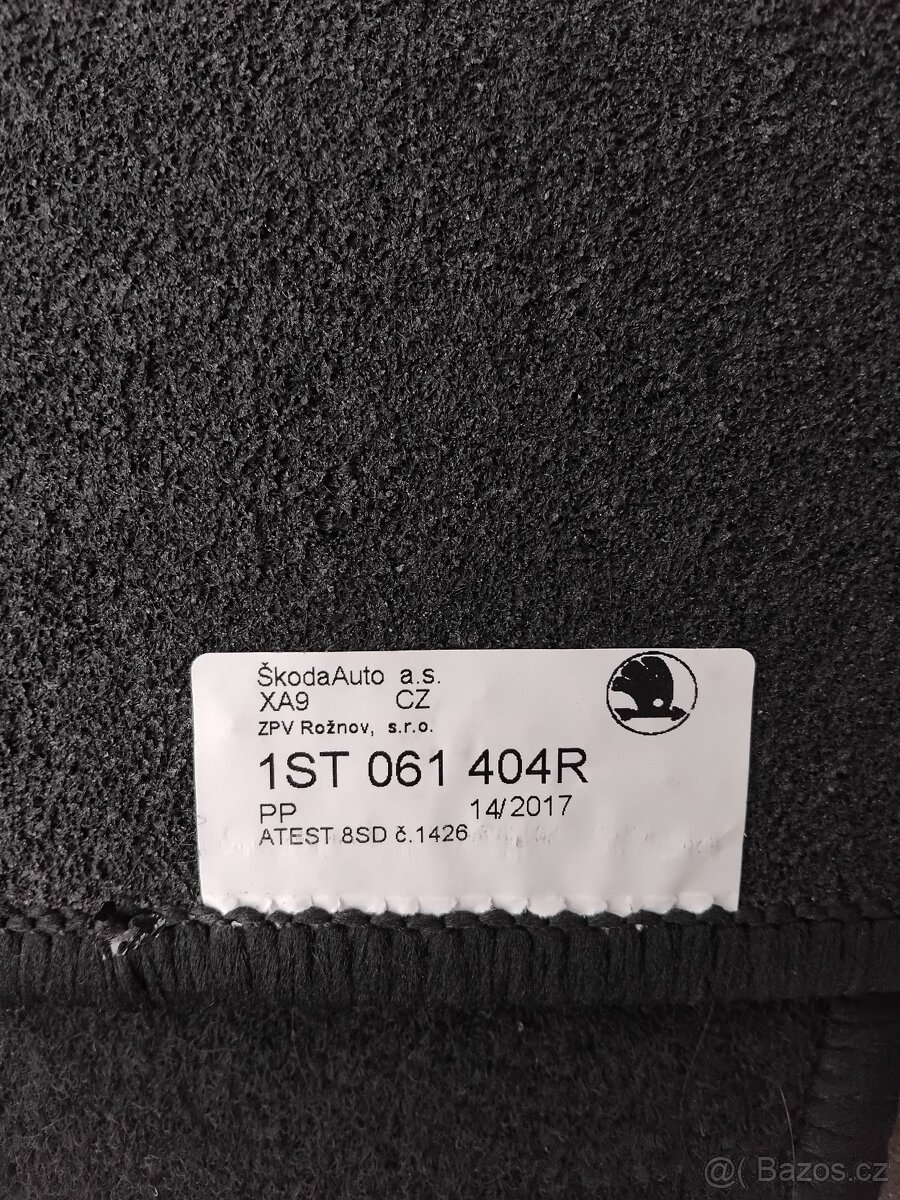 ŠkodaAuto a.s.
XA9 CZ
ZPV Rožnov, s.r.o.
1ST 061 404R
PP 14/2017
ATEST 8SD č.1426
@( Bazos.cz